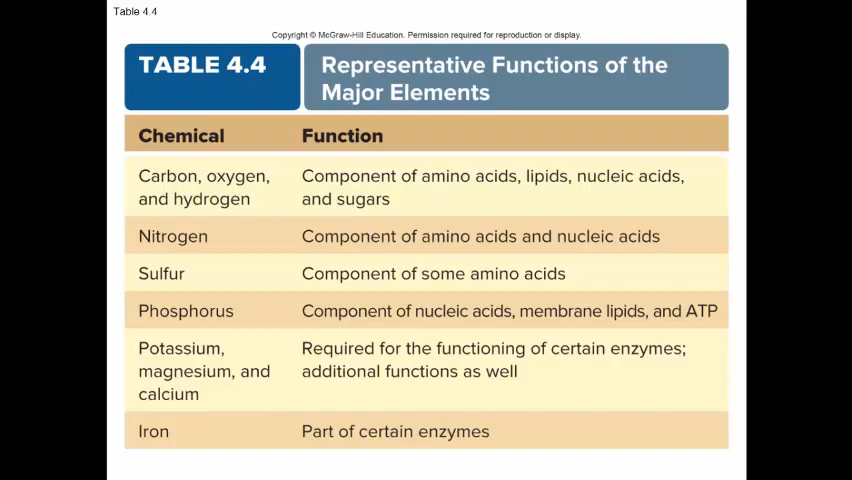 Table 4.4
Copyright © McGraw-Hill Education. Permission required for reproduction or display.
TABLE 4.4
Representative Functions of the
Major Elements
Chemical Function
Carbon, oxygen, Component of amino acids, lipids, nucleic acids,
and hydrogen and sugars
Nitrogen Component of amino acids and nucleic acids
Sulfur Component of some amino acids
Phosphorus Component of nucleic acids, membrane lipids, and ATP
Potassium, Required for the functioning of certain enzymes;
magnesium, and additional functions as well
calcium
Iron Part of certain enzymes